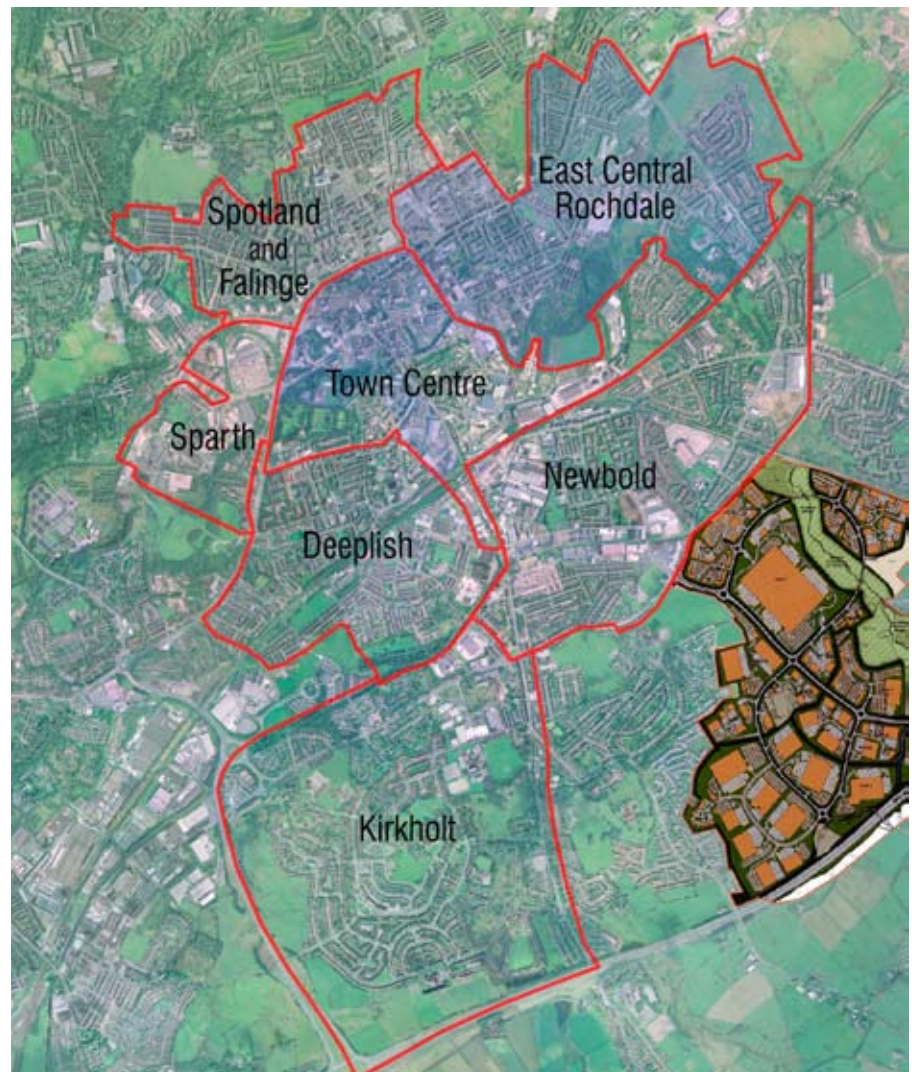 East Central
Rochdale
Spotland
and
Falinge
Town Centre
Sparth
Newbold
Deeplish
Kirkholt